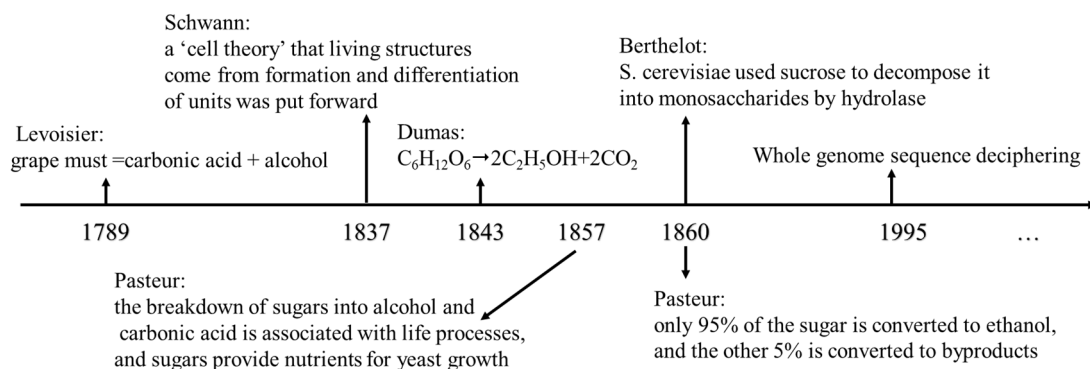 Schwann:
a ‘cell theory’ that living structures
come from formation and differentiation
of units was put forward
Berthelot:
S. cerevisiae used sucrose to decompose it
into monosaccharides by hydrolase
Levoisier:
grape must =carbonic acid + alcohol
Dumas:
C₆H₁₂O₆→2C₂H₅OH+2CO₂
Whole genome sequence deciphering
1789 1837 1843 1857 1860 1995 …
Pasteur:
the breakdown of sugars into alcohol and
carbonic acid is associated with life processes,
and sugars provide nutrients for yeast growth
Pasteur:
only 95% of the sugar is converted to ethanol,
and the other 5% is converted to byproducts